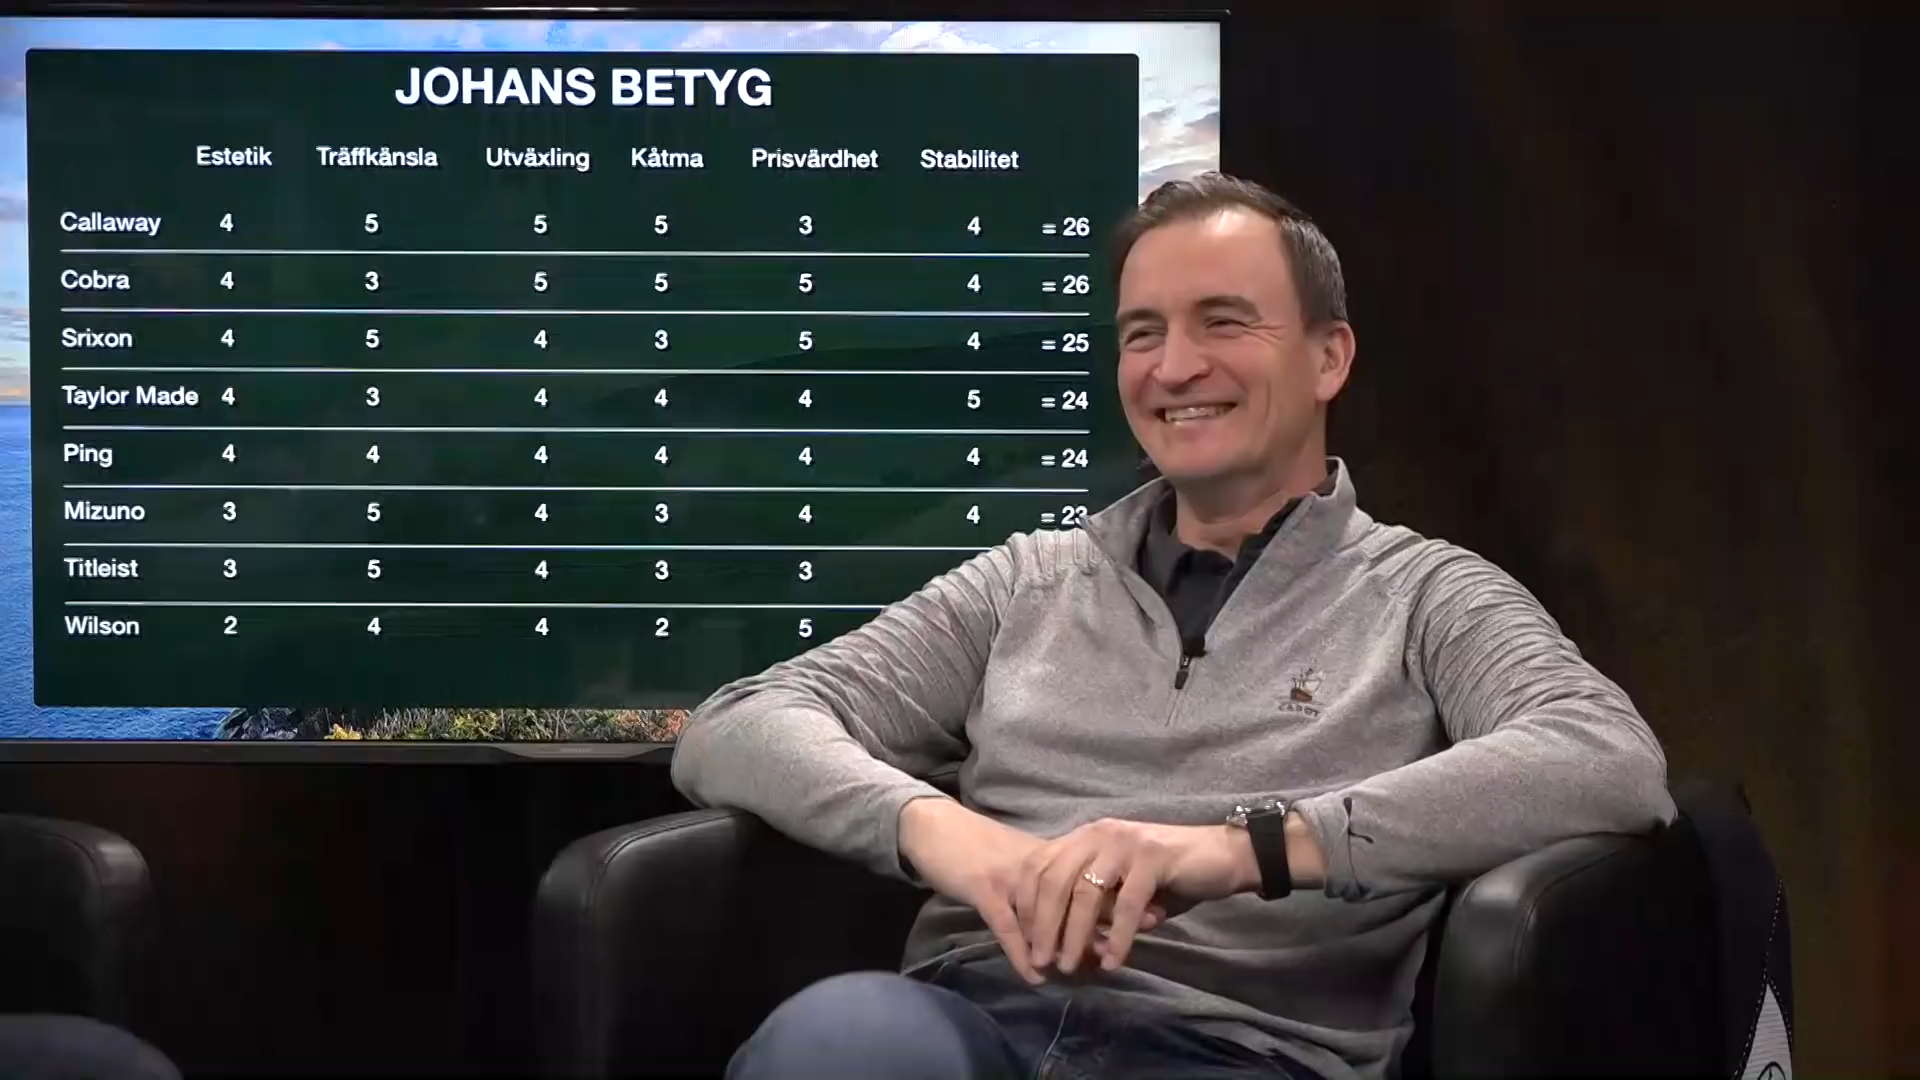 JOHANS BETYG
Estetik Träffkänsla Utväxling Kåtma Prisvärdhet Stabilitet
Callaway 4 5 5 5 3 4 = 26
Cobra 4 3 5 5 5 4 = 26
Srixon 4 5 4 3 5 4 = 25
Taylor Made 4 3 4 4 4 5 = 24
Ping 4 4 4 4 4 4 = 24
Mizuno 3 5 4 3 4 4 = 23
Titleist 3 5 4 3 3
Wilson 2 4 4 2 5
CABOT